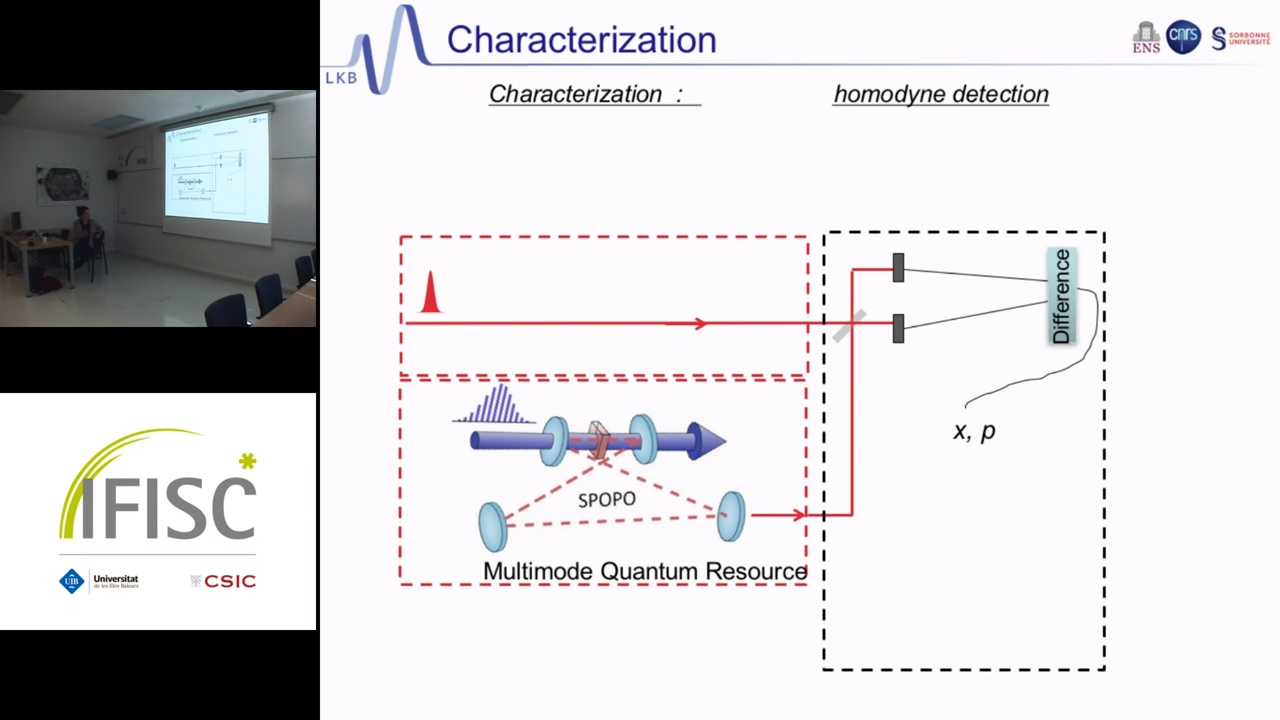 Characterization
LKB
ENS
cnrs
SORBONNE
UNIVERSITÉ
Characterization :
homodyne detection
Difference
x, p
SPOPO
Multimode Quantum Resource
IFISC
UIB
Universitat
de les Illes Balears
CSIC